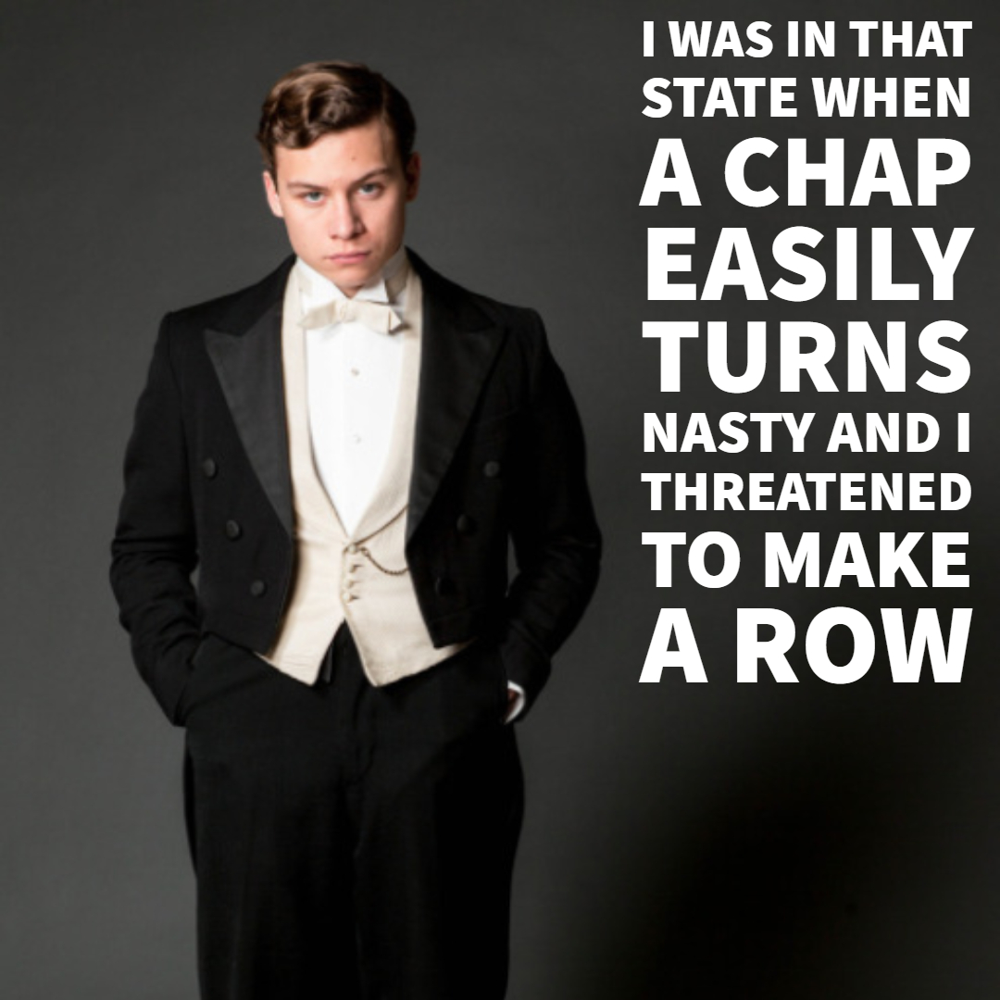 I WAS IN THAT
STATE WHEN
A CHAP
EASILY
TURNS
NASTY AND I
THREATENED
TO MAKE
A ROW